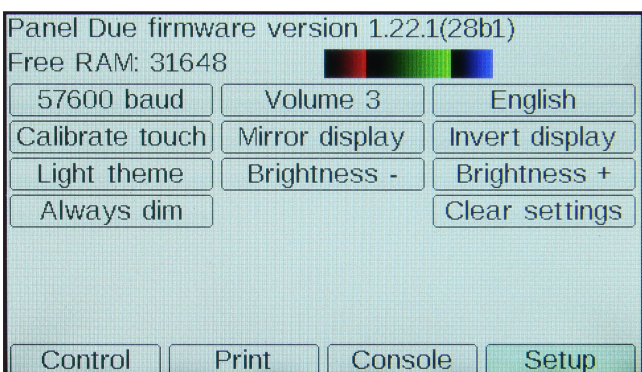 Panel Due firmware version 1.22.1(28b1)
Free RAM: 31648
57600 baud Volume 3 English
Calibrate touch Mirror display Invert display
Light theme Brightness - Brightness +
Always dim Clear settings
Control Print Console Setup